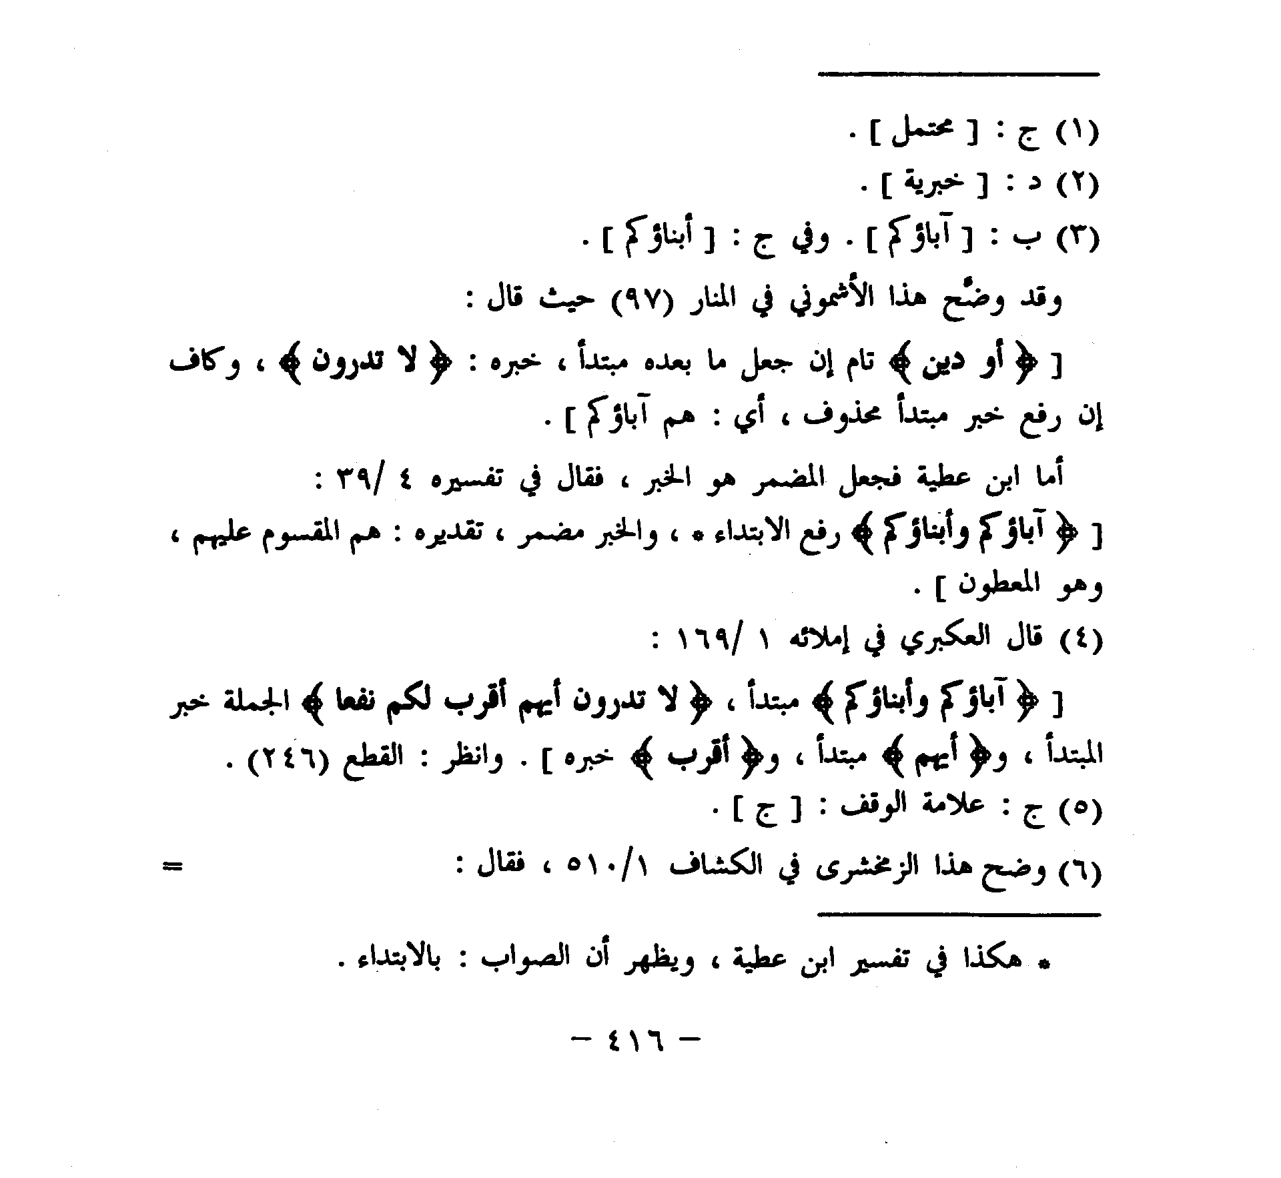 (١) ج : [ محتمل ] .
(٢) د : [ خبرية ] .
(٣) ب : [ آباؤكم ] . وفي ج : [ أبناؤكم ] .
وقد وضَّح هذا الأشموني في المنار (٩٧) حيث قال :
[ ﴿ أو دين ﴾ تام إن جعل ما بعده مبتدأ ، خبره : ﴿ لا تدرون ﴾ ، وكاف
إن رفع خبر مبتدأ محذوف ، أي : هم آباؤكم ] .
أما ابن عطية فجعل المضمر هو الخبر ، فقال في تفسيره ٤ /٣٩ :
[ ﴿ آباؤكم وأبناؤكم ﴾ رفع الابتداء * ، والخبر مضمر ، تقديره : هم المقسوم عليهم ،
وهو المعطون ] .
(٤) قال العكبري في إملائه ١ /١٦٩ :
[ ﴿ آباؤكم وأبناؤكم ﴾ مبتدأ ، ﴿ لا تدرون أيهم أقرب لكم نفعا ﴾ الجملة خبر
المبتدأ ، و﴿ أيهم ﴾ مبتدأ ، و﴿ أقرب ﴾ خبره ] . وانظر : القطع (٢٤٦) .
(٥) ج : علامة الوقف : [ ج ] .
(٦) وضح هذا الزمخشرى في الكشاف ٥١٠/١ ، فقال : =
* هكذا في تفسير ابن عطية ، ويظهر أن الصواب : بالابتداء .
– ٤١٦ –